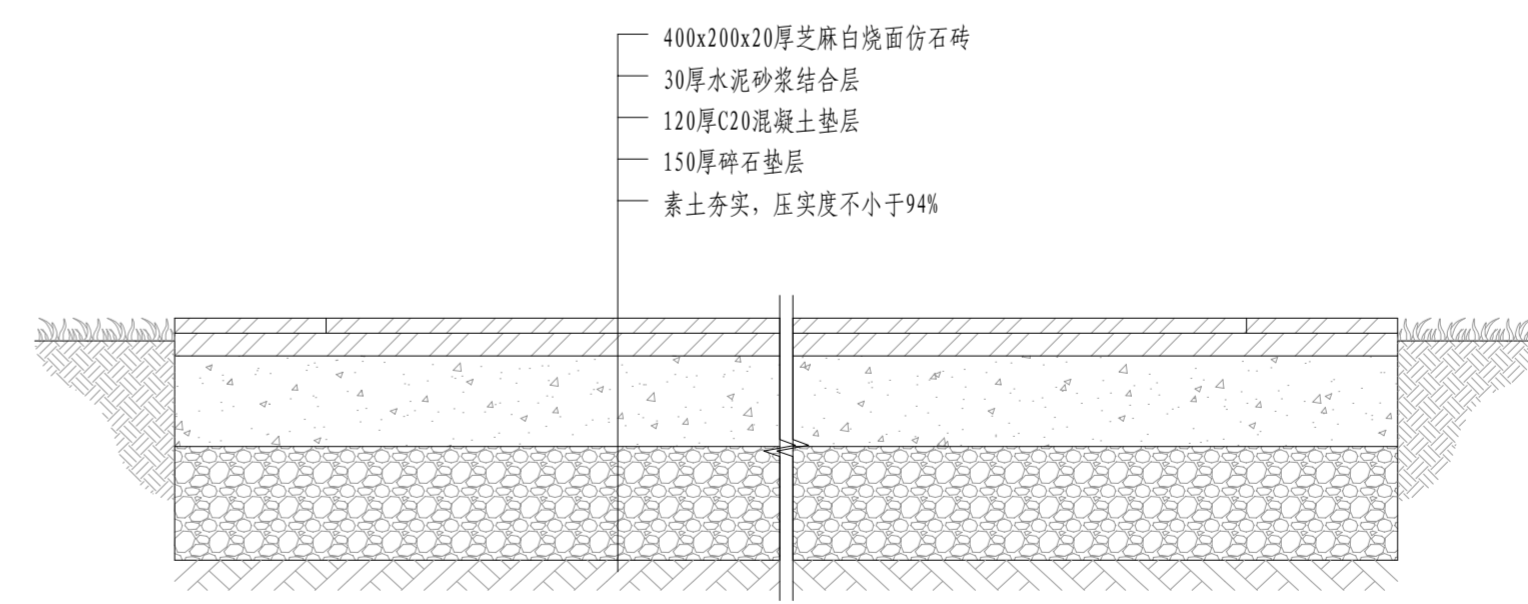 400x200x20厚芝麻白烧面仿石砖
30厚水泥砂浆结合层
120厚C20混凝土垫层
150厚碎石垫层
素土夯实，压实度不小于94%